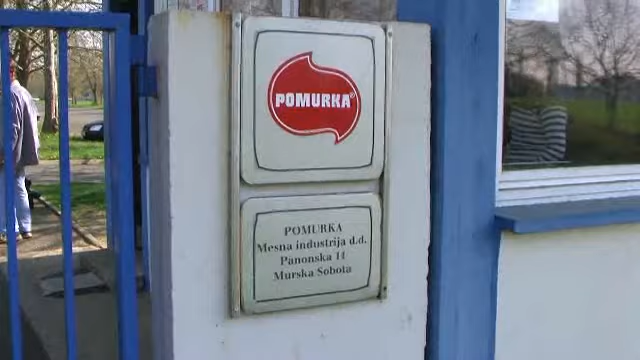 POMURKA®
POMURKA
Mesna industrija d.d.
Panonska 11
Murska Sobota